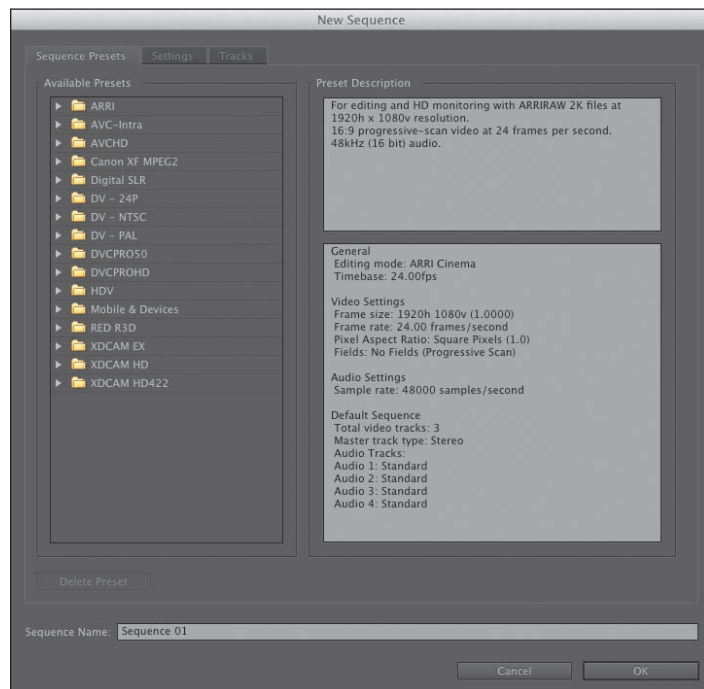 New Sequence
Sequence Presets
Settings
Tracks
Available Presets
ARRI
AVC-Intra
AVCHD
Canon XF MPEG2
Digital SLR
DV - 24P
DV - NTSC
DV - PAL
DVCPRO50
DVCPROHD
HDV
Mobile & Devices
RED R3D
XDCAM EX
XDCAM HD
XDCAM HD422
Preset Description
For editing and HD monitoring with ARRIRAW 2K files at
1920h x 1080v resolution.
16:9 progressive-scan video at 24 frames per second.
48kHz (16 bit) audio.
General
Editing mode: ARRI Cinema
Timebase: 24.00fps
Video Settings
Frame size: 1920h 1080v (1.0000)
Frame rate: 24.00 frames/second
Pixel Aspect Ratio: Square Pixels (1.0)
Fields: No Fields (Progressive Scan)
Audio Settings
Sample rate: 48000 samples/second
Default Sequence
Total video tracks: 3
Master track type: Stereo
Audio Tracks:
Audio 1: Standard
Audio 2: Standard
Audio 3: Standard
Audio 4: Standard
Delete Preset
Sequence Name: Sequence 01
Cancel
OK